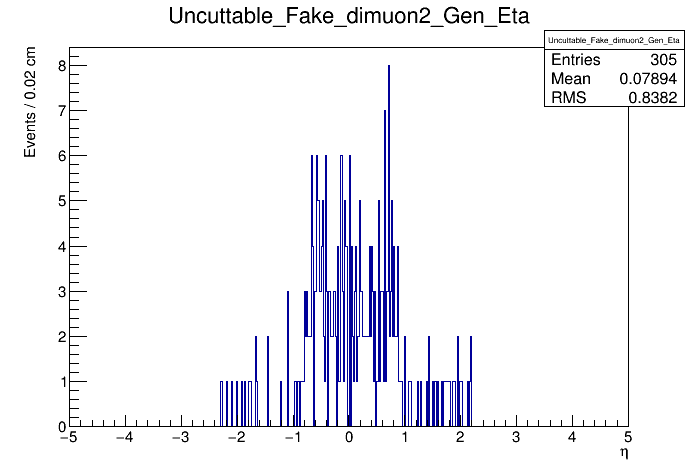 Uncuttable_Fake_dimuon2_Gen_Eta
Uncuttable_Fake_dimuon2_Gen_Eta
Entries 305
Mean 0.07894
RMS 0.8382
Events / 0.02 cm
8
7
6
5
4
3
2
1
0
−5 −4 −3 −2 −1 0 1 2 3 4 5
η